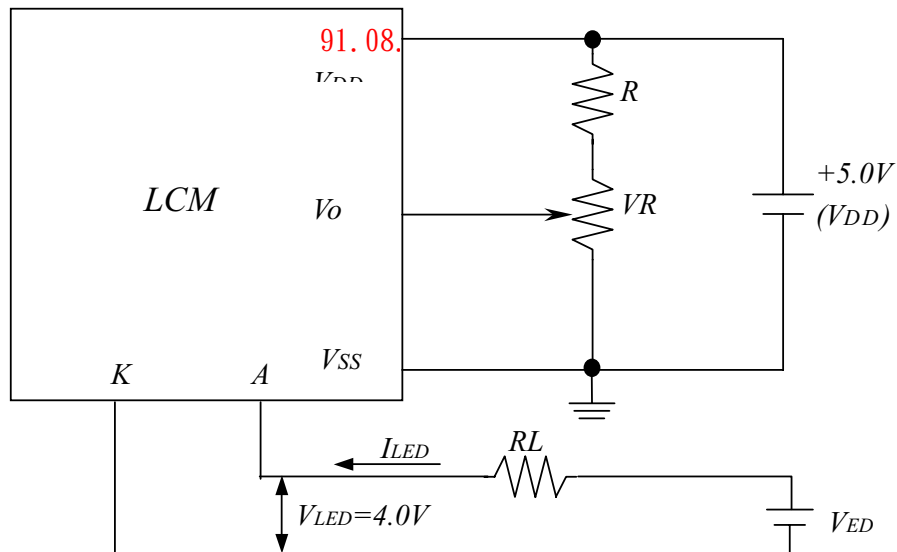 91. 08.
R
+5.0V
LCM
Vo
VR
(VDD)
VSS
K
A
ILED
RL
VLED=4.0V
VED